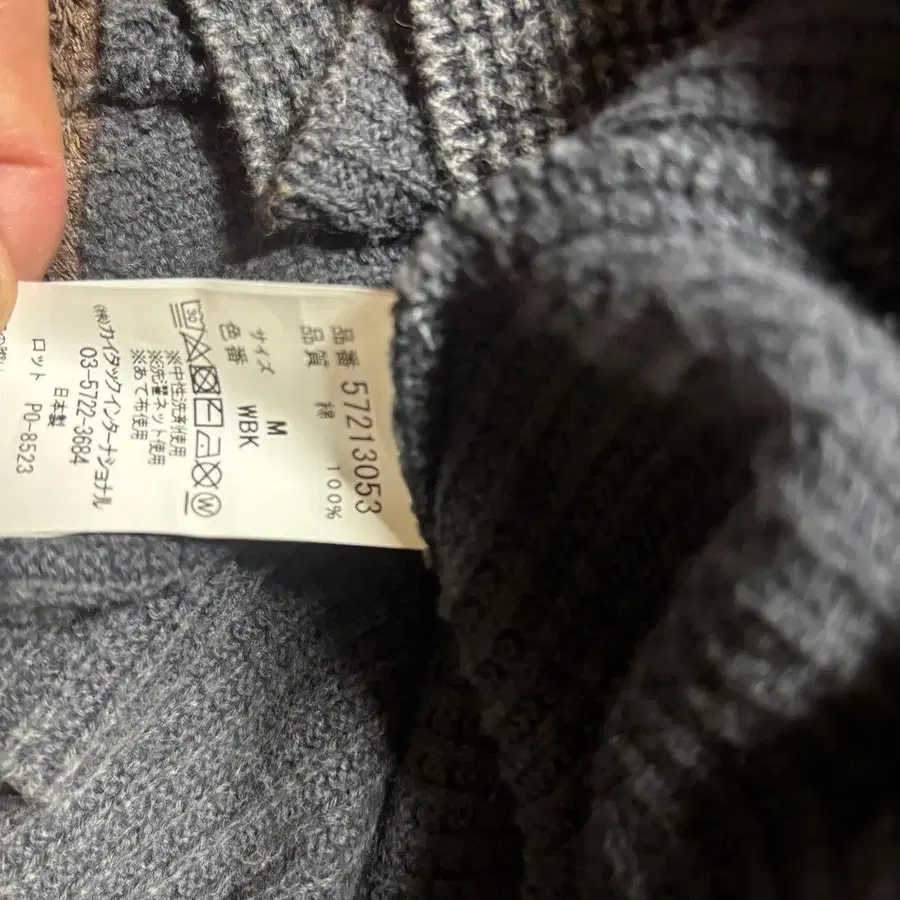 品番 57213053
品質 綿 100%
サイズ M
色番 WBK
30
W
※中性洗剤使用
※洗濯ネット使用
※あて布使用
(株)カイタックインターナショナル
03-5722-3684
日本製
ロット PO-8523